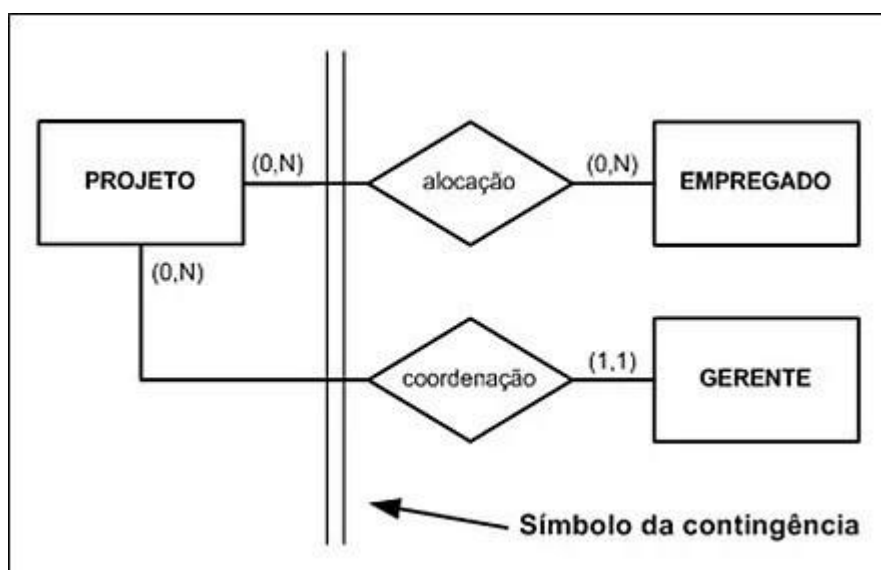 PROJETO
(0,N)
alocação
(0,N)
EMPREGADO
(0,N)
coordenação
(1,1)
GERENTE
Símbolo da contingência